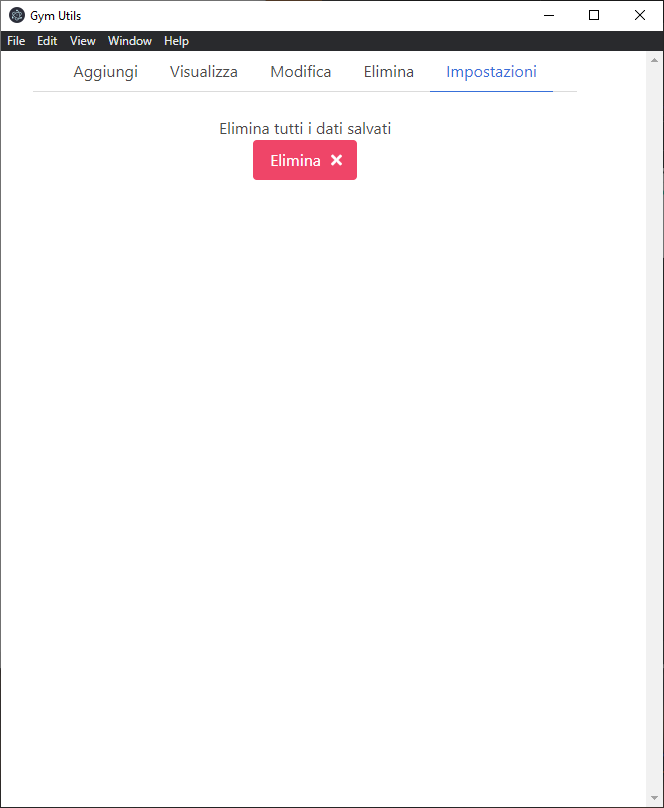 Gym Utils
File Edit View Window Help
Aggiungi Visualizza Modifica Elimina Impostazioni
Elimina tutti i dati salvati
Elimina